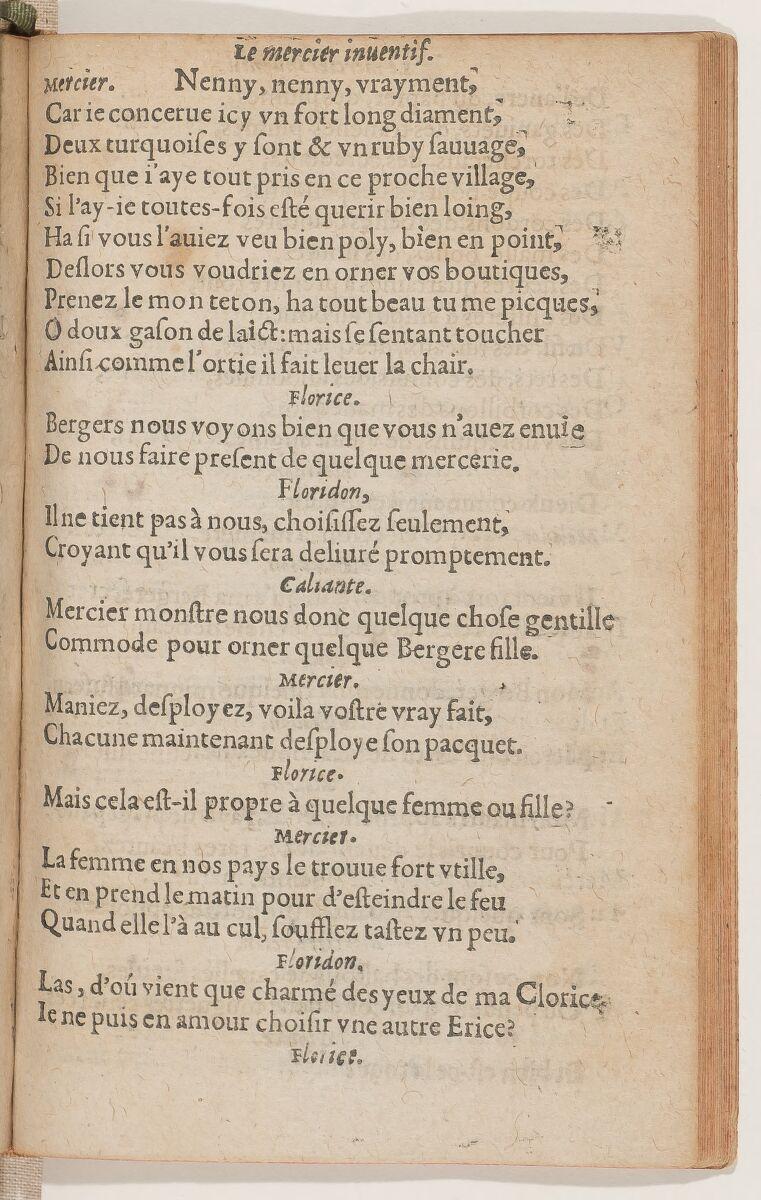 Le mercier inuentif.
Mercier. Nenny, nenny, vrayment,
Car ie concerue icy vn fort long diament,
Deux turquoiſes y ſont & vn ruby ſauuage,
Bien que i'aye tout pris en ce proche village,
Si l'ay-ie toutes-fois eſté querir bien loing,
Ha ſi vous l'auiez veu bien poly, bien en point,
Deſlors vous voudriez en orner vos boutiques,
Prenez le mon teton, ha tout beau tu me picques,
O doux gaſon de laict: mais ſe ſentant toucher
Ainſi comme l'ortie il fait leuer la chair.
Florice.
Bergers nous voyons bien que vous n'auez enuie
De nous faire preſent de quelque mercerie.
Floridon,
Il ne tient pas à nous, choiſiſſez ſeulement,
Croyant qu'il vous ſera deliuré promptement.
Caliante.
Mercier monſtre nous donc quelque choſe gentille
Commode pour orner quelque Bergere fille.
Mercier.
Maniez, deſployez, voila voſtre vray fait,
Chacune maintenant deſploye ſon pacquet.
Florice.
Mais cela eſt-il propre à quelque femme ou fille?
Mercier.
La femme en nos pays le trouue fort vtille,
Et en prend le matin pour d'eſteindre le feu
Quand elle l'à au cul, ſoufflez taſtez vn peu.
Floridon.
Las, d'où vient que charmé des yeux de ma Clorice,
Ie ne puis en amour choiſir vne autre Erice?
Florice.